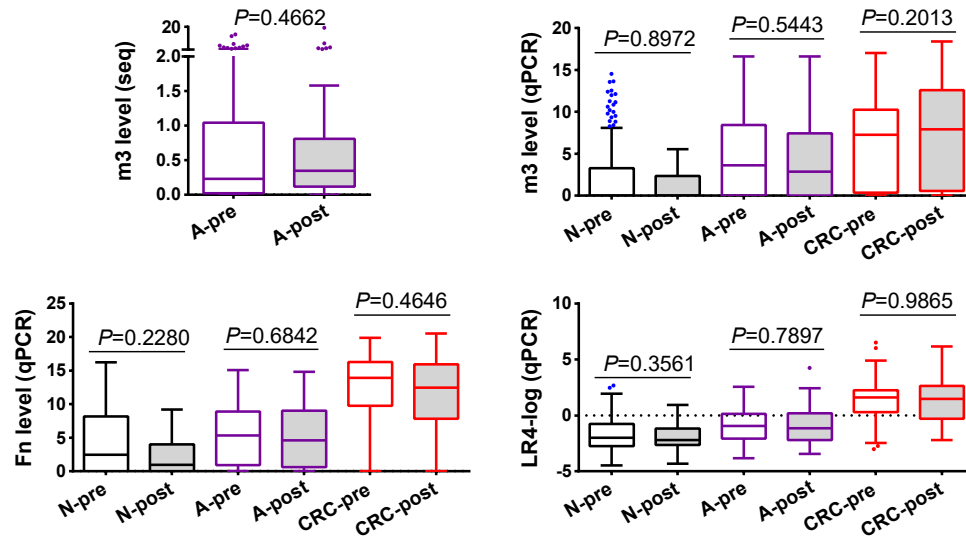 P=0.4662
20
10
2.0
1.5
1.0
0.5
0.0
m3 level (seq)
A-pre
A-post
P=0.8972
P=0.5443
P=0.2013
20
15
10
5
0
m3 level (qPCR)
N-pre
N-post
A-pre
A-post
CRC-pre
CRC-post
P=0.2280
P=0.6842
P=0.4646
25
20
15
10
5
0
Fn level (qPCR)
N-pre
N-post
A-pre
A-post
CRC-pre
CRC-post
P=0.3561
P=0.7897
P=0.9865
10
5
0
-5
LR4-log (qPCR)
N-pre
N-post
A-pre
A-post
CRC-pre
CRC-post